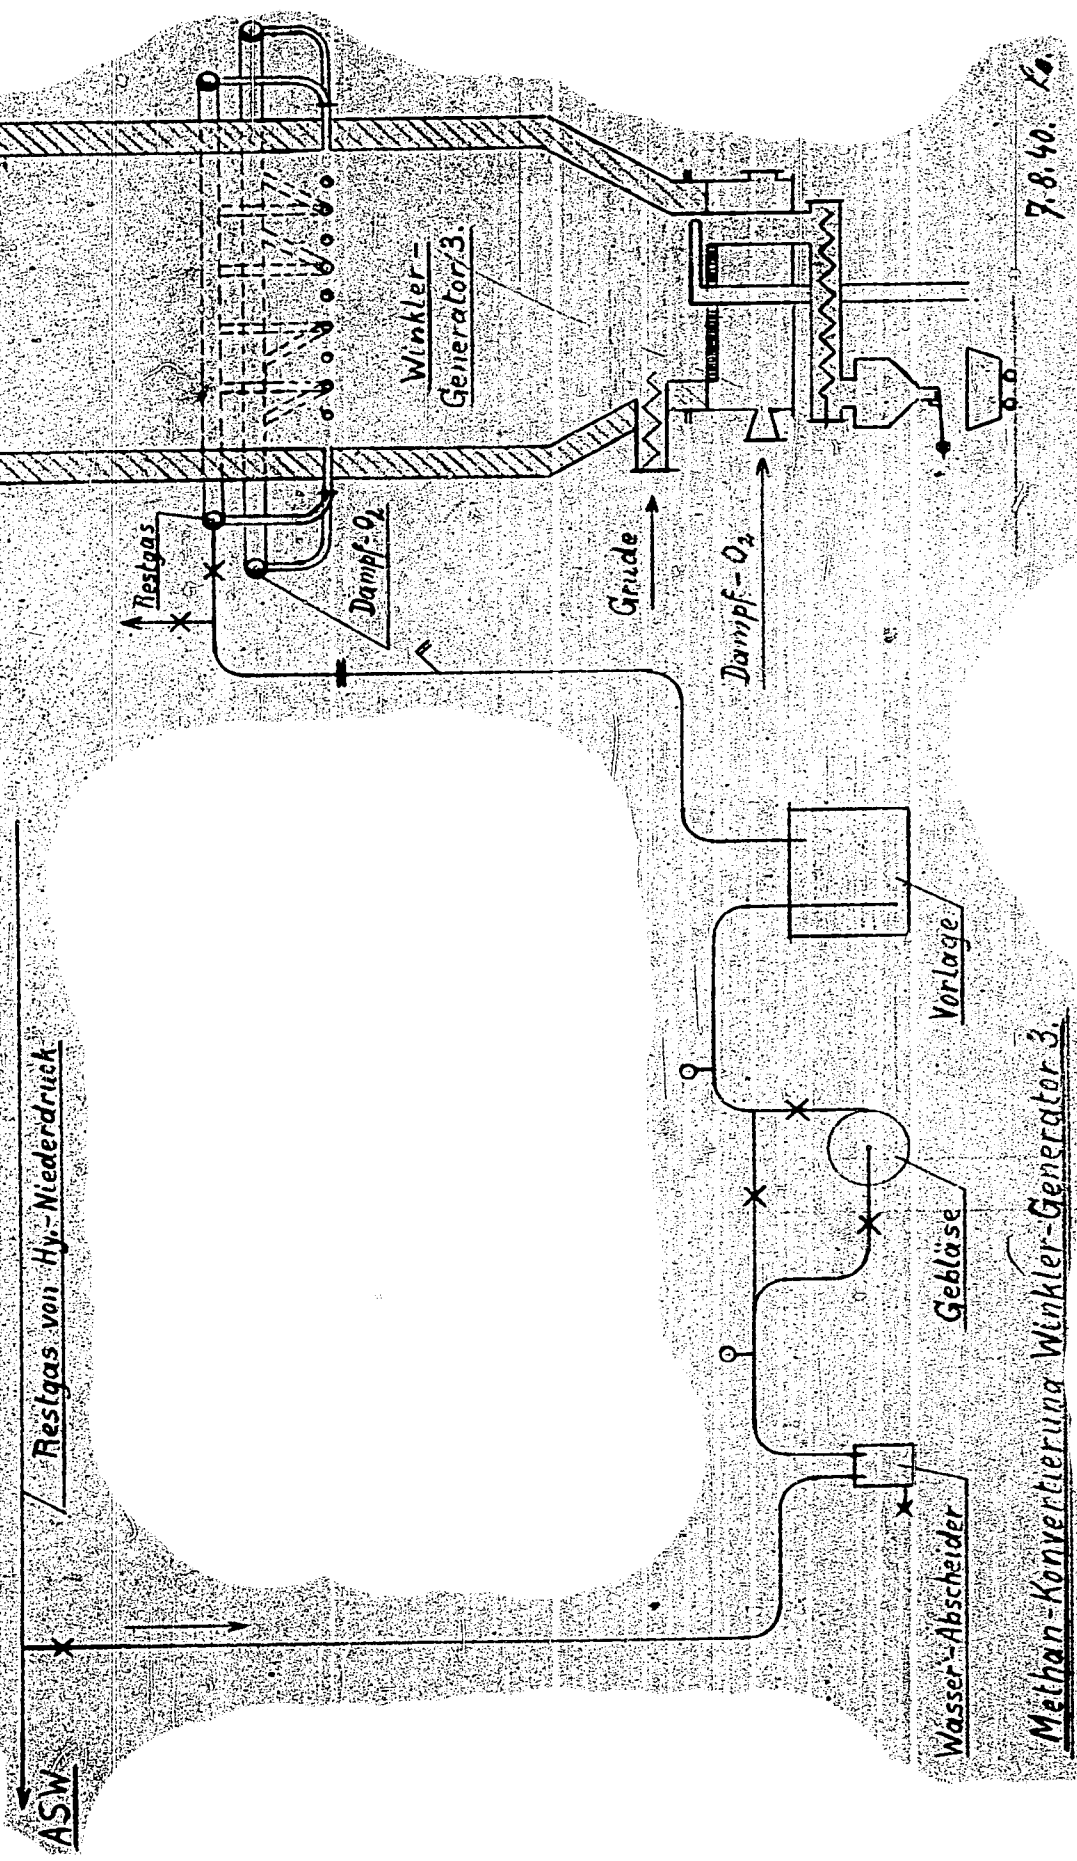 ASW
Restgas von Hy.-Niederdruck
Restgas
Dampf-O₂
Winkler-
Generator 3.
Grude
Dampf-O₂
Wasser-Abscheider
Gebläse
Vorlage
Methan-Konvertierung Winkler-Generator 3.
7.8.40.